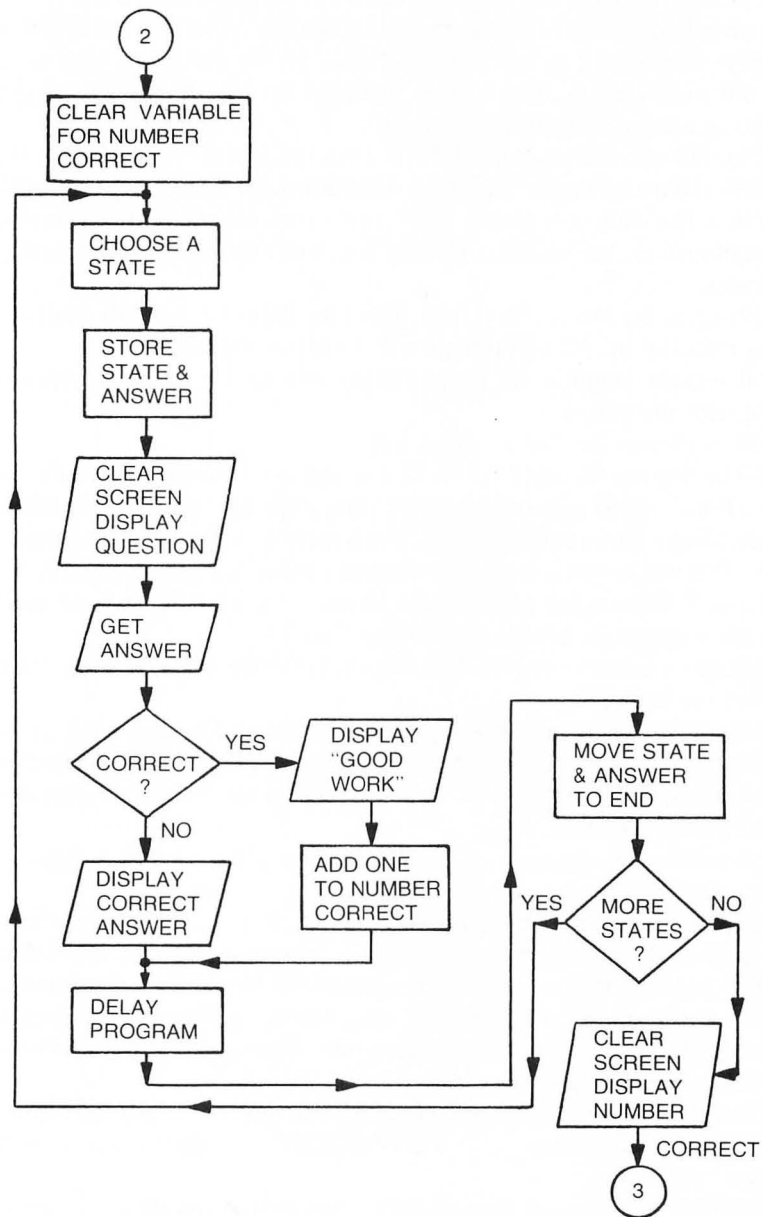 2
CLEAR VARIABLE
FOR NUMBER
CORRECT
CHOOSE A
STATE
STORE
STATE &
ANSWER
CLEAR
SCREEN
DISPLAY
QUESTION
GET
ANSWER
CORRECT
?
YES
NO
DISPLAY
"GOOD
WORK"
ADD ONE
TO NUMBER
CORRECT
DISPLAY
CORRECT
ANSWER
DELAY
PROGRAM
MOVE STATE
& ANSWER
TO END
MORE
STATES
?
YES
NO
CLEAR
SCREEN
DISPLAY
NUMBER
CORRECT
3